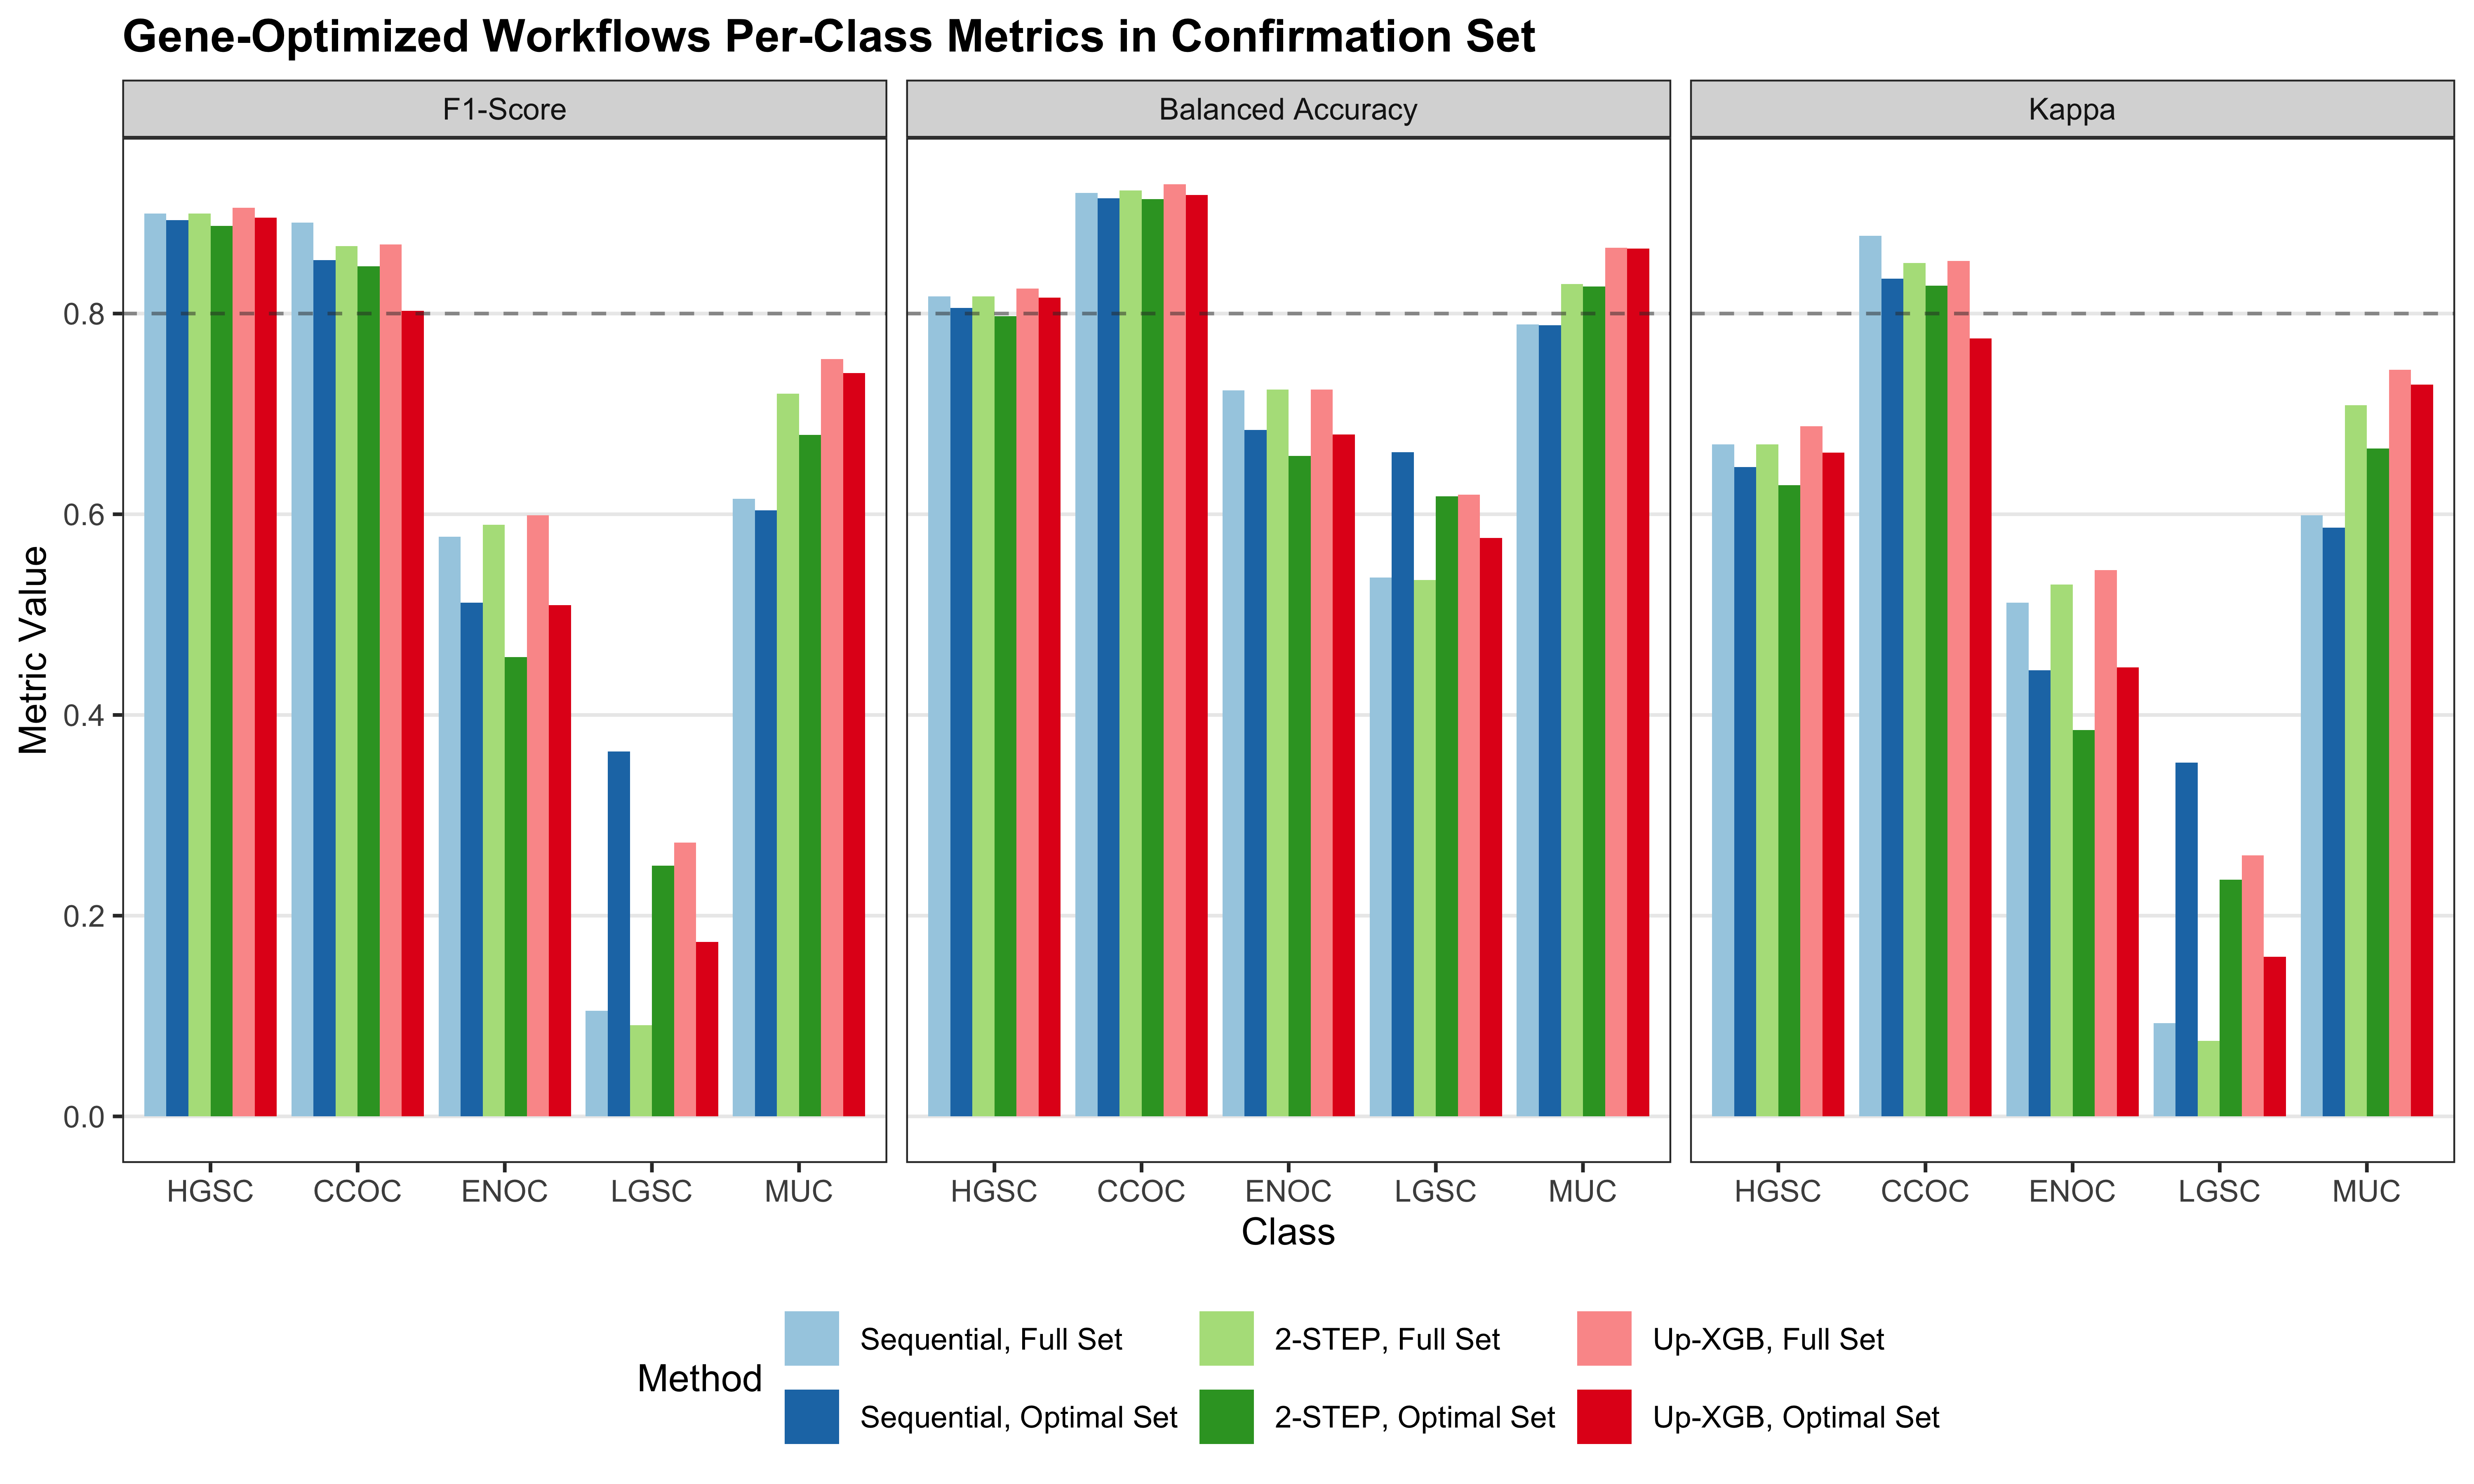 Gene-Optimized Workflows Per-Class Metrics in Confirmation Set
F1-Score
Balanced Accuracy
Kappa
Metric Value
0.8
0.6
0.4
0.2
0.0
HGSC CCOC ENOC LGSC MUC
HGSC CCOC ENOC LGSC MUC
HGSC CCOC ENOC LGSC MUC
Class
Method
Sequential, Full Set
2-STEP, Full Set
Up-XGB, Full Set
Sequential, Optimal Set
2-STEP, Optimal Set
Up-XGB, Optimal Set